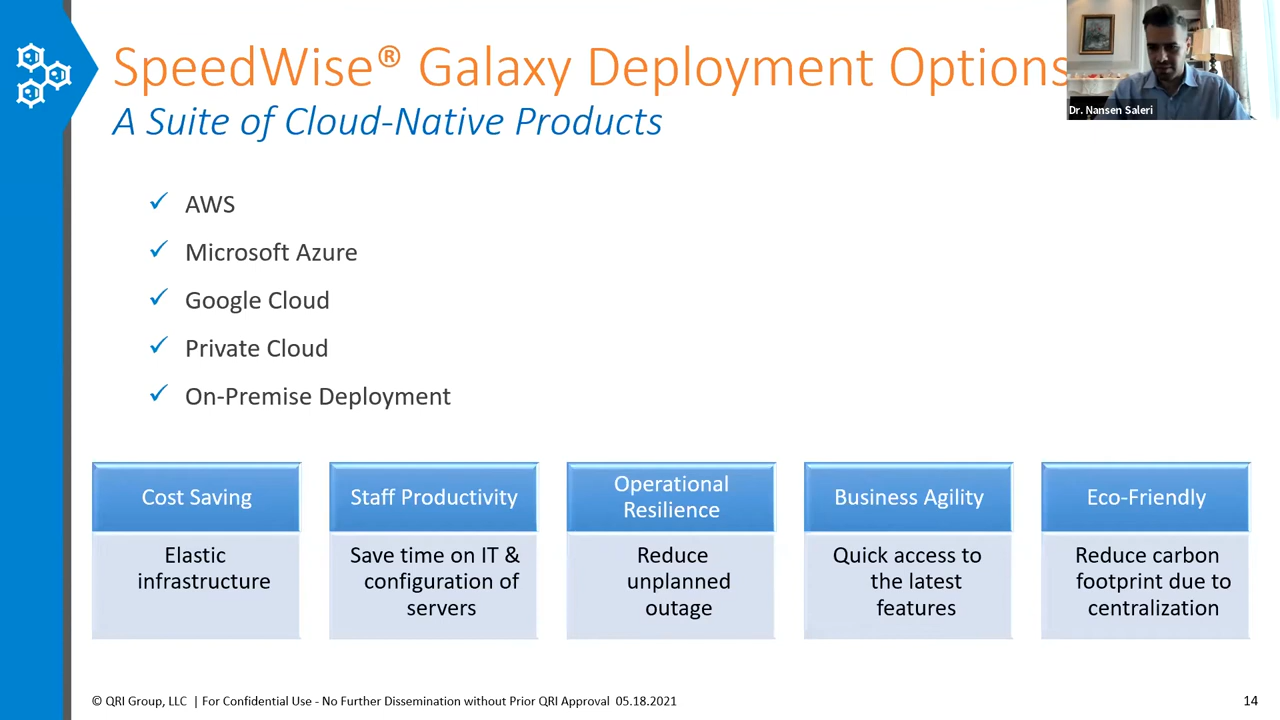 SpeedWise® Galaxy Deployment Options
A Suite of Cloud-Native Products
Dr. Nansen Saleri
✓ AWS
✓ Microsoft Azure
✓ Google Cloud
✓ Private Cloud
✓ On-Premise Deployment
Cost Saving
Elastic
infrastructure
Staff Productivity
Save time on IT &
configuration of
servers
Operational
Resilience
Reduce
unplanned
outage
Business Agility
Quick access to
the latest
features
Eco-Friendly
Reduce carbon
footprint due to
centralization
© QRI Group, LLC | For Confidential Use - No Further Dissemination without Prior QRI Approval 05.18.2021
14